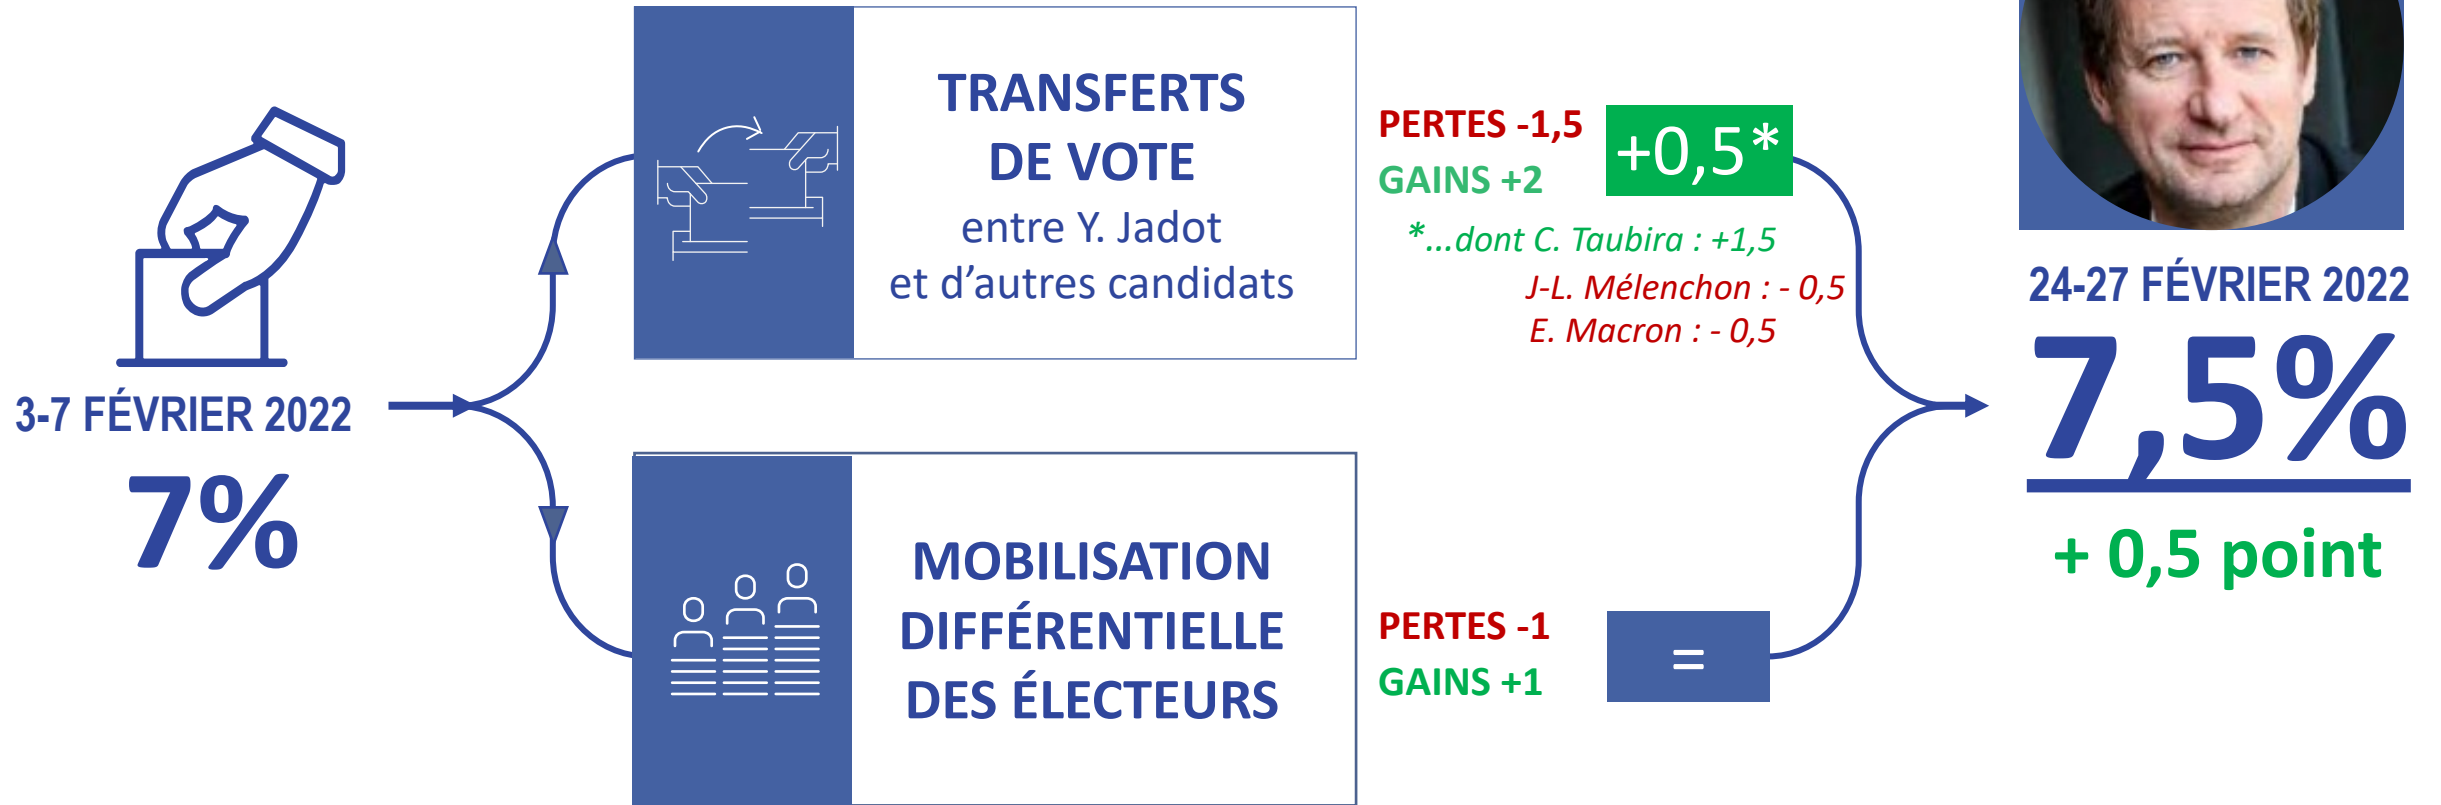 3-7 FÉVRIER 2022
7%
TRANSFERTS
DE VOTE
entre Y. Jadot
et d’autres candidats
PERTES -1,5
GAINS +2
+0,5*
*...dont C. Taubira : +1,5
J-L. Mélenchon : - 0,5
E. Macron : - 0,5
MOBILISATION
DIFFÉRENTIELLE
DES ÉLECTEURS
PERTES -1
GAINS +1
=
24-27 FÉVRIER 2022
7,5%
+ 0,5 point